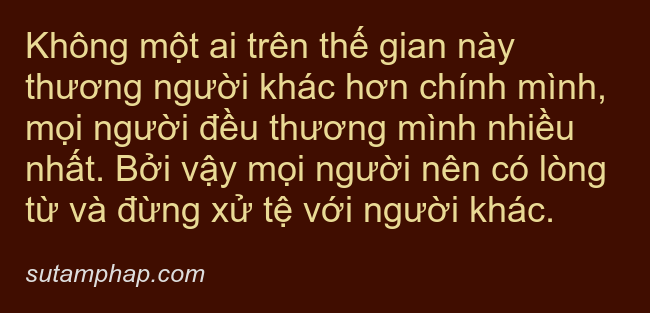 Không một ai trên thế gian này
thương người khác hơn chính mình,
mọi người đều thương mình nhiều
nhất. Bởi vậy mọi người nên có lòng
từ và đừng xử tệ với người khác.
sutamphap.com